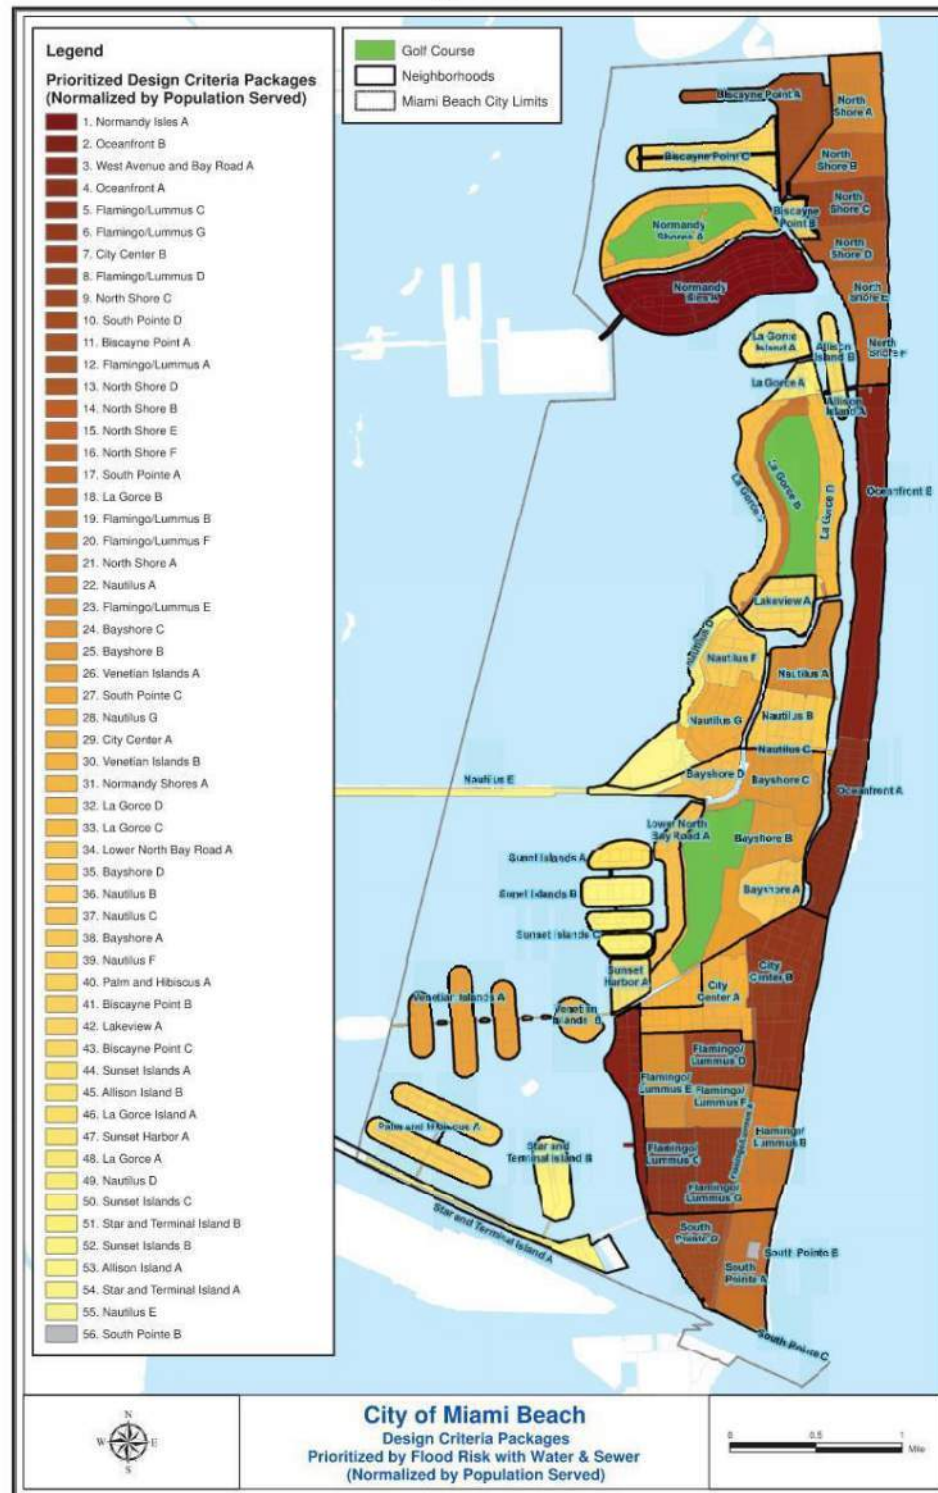 Legend
Prioritized Design Criteria Packages
(Normalized by Population Served)
1. Normandy Isles A
2. Oceanfront B
3. West Avenue and Bay Road A
4. Oceanfront A
5. Flamingo/Lummus C
6. Flamingo/Lummus G
7. City Center B
8. Flamingo/Lummus D
9. North Shore C
10. South Pointe D
11. Biscayne Point A
12. Flamingo/Lummus A
13. North Shore D
14. North Shore B
15. North Shore E
16. North Shore F
17. South Pointe A
18. La Gorce B
19. Flamingo/Lummus B
20. Flamingo/Lummus F
21. North Shore A
22. Nautilus A
23. Flamingo/Lummus E
24. Bayshore C
25. Bayshore B
26. Venetian Islands A
27. South Pointe C
28. Nautilus G
29. City Center A
30. Venetian Islands B
31. Normandy Shores A
32. La Gorce D
33. La Gorce C
34. Lower North Bay Road A
35. Bayshore D
36. Nautilus B
37. Nautilus C
38. Bayshore A
39. Nautilus F
40. Palm and Hibiscus A
41. Biscayne Point B
42. Lakeview A
43. Biscayne Point C
44. Sunset Islands A
45. Allison Island B
46. La Gorce Island A
47. Sunset Harbor A
48. La Gorce A
49. Nautilus D
50. Sunset Islands C
51. Star and Terminal Island B
52. Sunset Islands B
53. Allison Island A
54. Star and Terminal Island A
55. Nautilus E
56. South Pointe B
Golf Course
Neighborhoods
Miami Beach City Limits
Biscayne Point A
North
Shore A
Biscayne Point C
North
Shore B
North
Shore C
Biscayne
Point B
Normandy
Shores A
North
Shore D
Normandy
Isles A
North
Shore E
La Gorce
Island A
Allison
Island B
North
Shore F
La Gorce A
Allison
Island A
La Gorce B
Oceanfront B
La Gorce C
La Gorce D
Lakeview A
Nautilus D
Nautilus F
Nautilus A
Nautilus G
Nautilus B
Nautilus C
Nautilus E
Bayshore D
Bayshore C
Oceanfront A
Lower North
Bay Road A
Bayshore B
Sunset Islands A
Bayshore A
Sunset Islands B
Sunset Islands C
Sunset
Harbor A
City
Center B
City
Center A
Venetian Islands A
Venetian
Islands B
Flamingo/
Lummus D
Flamingo/
Lummus E
Flamingo/
Lummus F
Palm and Hibiscus A
Star and
Terminal Island B
Flamingo/
Lummus C
Flamingo/Lummus A
Flamingo/
Lummus B
Flamingo/
Lummus G
Star and Terminal Island A
South
Pointe D
South Pointe B
South
Pointe A
South Pointe C
N
W E
S
City of Miami Beach
Design Criteria Packages
Prioritized by Flood Risk with Water & Sewer
(Normalized by Population Served)
0 0.5 1
Mile